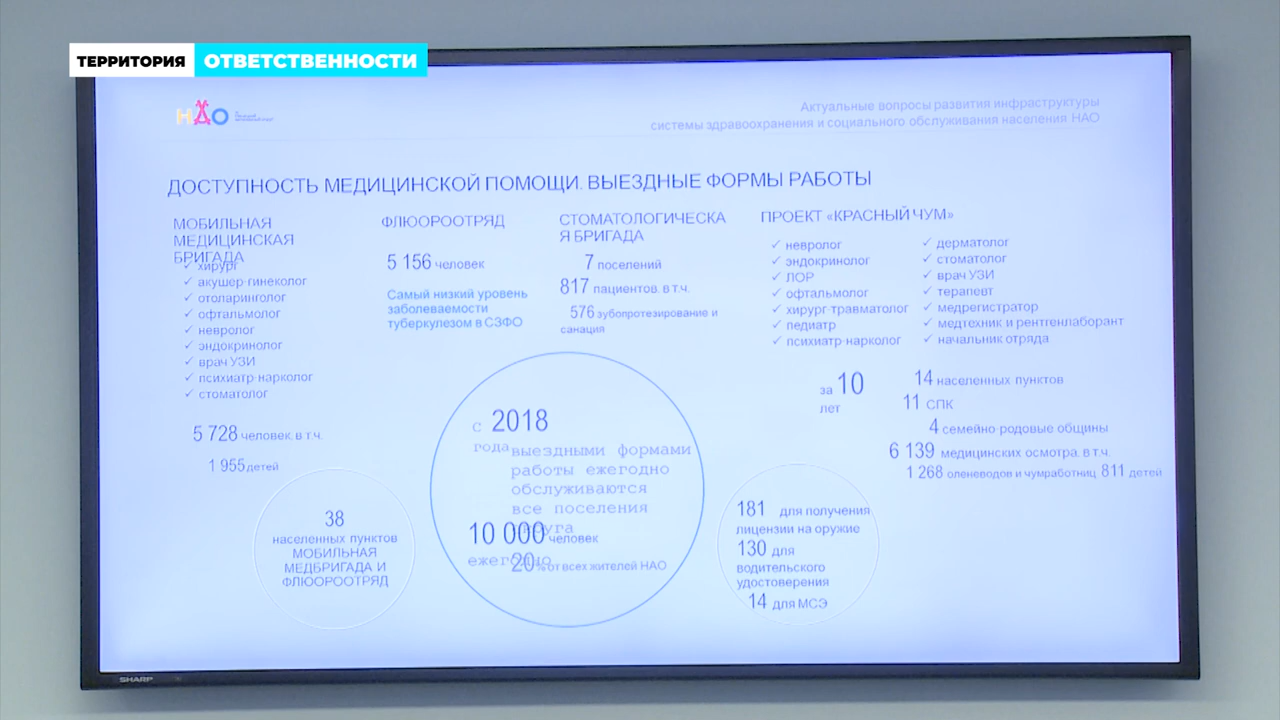 ТЕРРИТОРИЯ ОТВЕТСТВЕННОСТИ
НАО
Актуальные вопросы развития инфраструктуры
системы здравоохранения и социального обслуживания населения НАО
ДОСТУПНОСТЬ МЕДИЦИНСКОЙ ПОМОЩИ. ВЫЕЗДНЫЕ ФОРМЫ РАБОТЫ
МОБИЛЬНАЯ
МЕДИЦИНСКАЯ
БРИГАДА
✓ хирург
✓ акушер-гинеколог
✓ отоларинголог
✓ офтальмолог
✓ невролог
✓ эндокринолог
✓ врач УЗИ
✓ психиатр-нарколог
✓ стоматолог
5 728 человек, в т.ч.
1 955 детей
ФЛЮОРООТРЯД
5 156 человек
Самый низкий уровень
заболеваемости
туберкулезом в СЗФО
СТОМАТОЛОГИЧЕСКА
Я БРИГАДА
7 поселений
817 пациентов, в т.ч.
576 зубопротезирование и
санация
ПРОЕКТ «КРАСНЫЙ ЧУМ»
✓ невролог
✓ эндокринолог
✓ ЛОР
✓ офтальмолог
✓ хирург-травматолог
✓ педиатр
✓ психиатр-нарколог
✓ дерматолог
✓ стоматолог
✓ врач УЗИ
✓ терапевт
✓ медрегистратор
✓ медтехник и рентгенлаборант
✓ начальник отряда
за 10
лет
14 населенных пунктов
11 СПК
4 семейно-родовые общины
6 139 медицинских осмотра, в т.ч.
1 268 оленеводов и чумработниц 811 детей
38
населенных пунктов
МОБИЛЬНАЯ
МЕДБРИГАДА И
ФЛЮОРООТРЯД
с 2018
года выездными формами
работы ежегодно
обслуживаются
все поселения
округа
10 000 человек
ежегодно
20 % от всех жителей НАО
181 для получения
лицензии на оружие
130 для
водительского
удостоверения
14 для МСЭ
SHARP